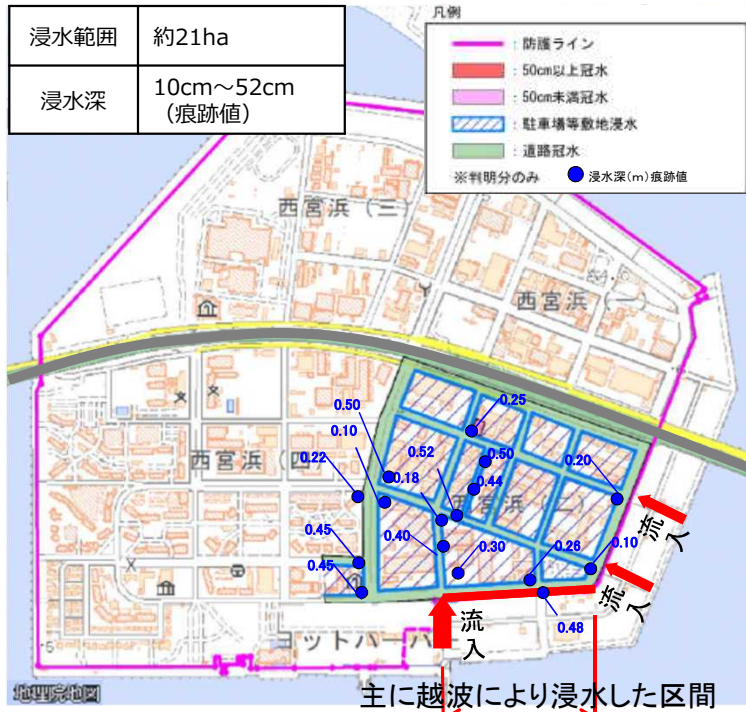 浸水範囲 約21ha
浸水深 10cm～52cm
（痕跡値）
凡例
：防護ライン
：50cm以上冠水
：50cm未満冠水
：駐車場等敷地浸水
：道路冠水
※判明分のみ 浸水深(m)痕跡値
西宮浜(三)
西宮浜(一)
0.25
0.50
0.10
0.52
0.50
西宮浜(四)
0.22
0.18
0.44
0.20
西宮浜(二)
流入
0.45
0.40
0.30
0.26
0.10
0.45
流入
0.48
流入
ヨットハーバー
地理院地図
主に越波により浸水した区間